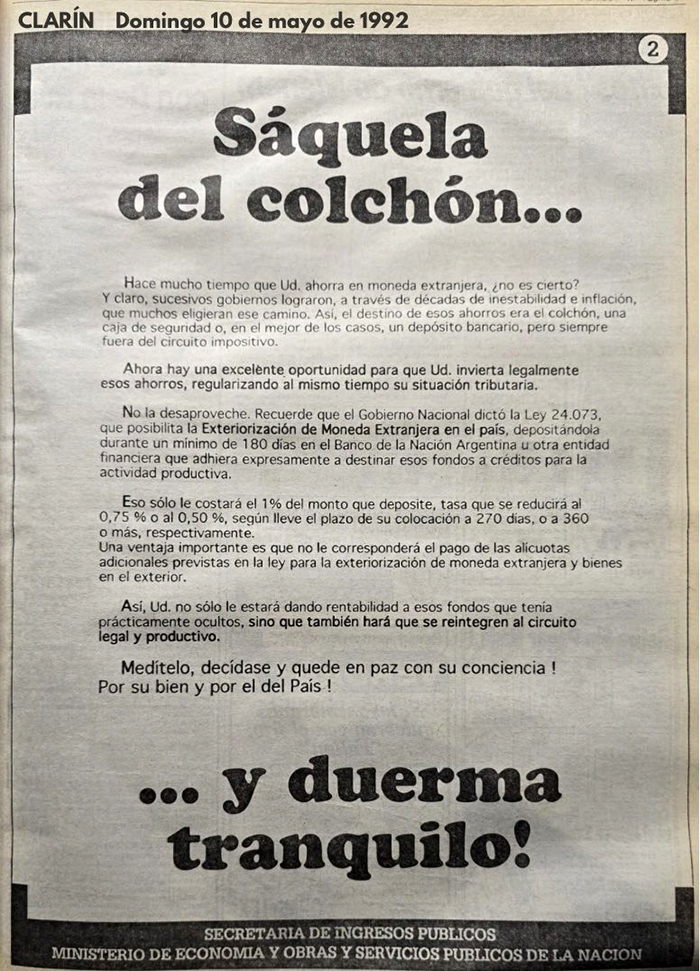 CLARÍN Domingo 10 de mayo de 1992
2
Sáquela
del colchón...
Hace mucho tiempo que Ud. ahorra en moneda extranjera, ¿no es cierto?
Y claro, sucesivos gobiernos lograron, a través de décadas de inestabilidad e inflación,
que muchos eligieran ese camino. Así, el destino de esos ahorros era el colchón, una
caja de seguridad o, en el mejor de los casos, un depósito bancario, pero siempre
fuera del circuito impositivo.
Ahora hay una excelente oportunidad para que Ud. invierta legalmente
esos ahorros, regularizando al mismo tiempo su situación tributaria.
No la desaproveche. Recuerde que el Gobierno Nacional dictó la Ley 24.073,
que posibilita la Exteriorización de Moneda Extranjera en el país, depositándola
durante un mínimo de 180 días en el Banco de la Nación Argentina u otra entidad
financiera que adhiera expresamente a destinar esos fondos a créditos para la
actividad productiva.
Eso sólo le costará el 1% del monto que deposite, tasa que se reducirá al
0,75 % o al 0,50 %, según lleve el plazo de su colocación a 270 días, o a 360
o más, respectivamente.
Una ventaja importante es que no le corresponderá el pago de las alícuotas
adicionales previstas en la ley para la exteriorización de moneda extranjera y bienes
en el exterior.
Así, Ud. no sólo le estará dando rentabilidad a esos fondos que tenía
prácticamente ocultos, sino que también hará que se reintegren al circuito
legal y productivo.
Medítelo, decídase y quede en paz con su conciencia !
Por su bien y por el del País !
... y duerma
tranquilo!
SECRETARIA DE INGRESOS PUBLICOS
MINISTERIO DE ECONOMIA Y OBRAS Y SERVICIOS PUBLICOS DE LA NACION